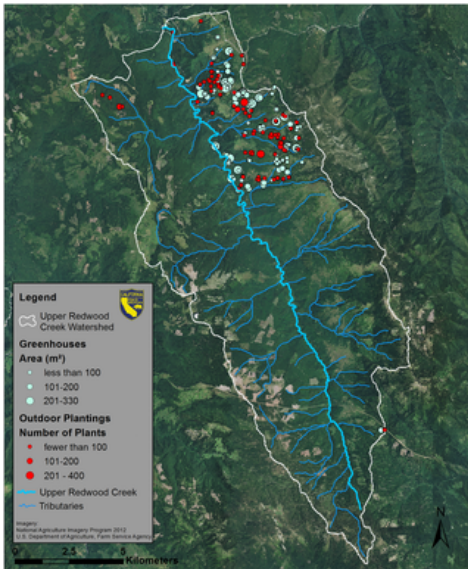 Legend
CALIFORNIA
Upper Redwood
Creek Watershed
Greenhouses
Area (m²)
less than 100
101-200
201-330
Outdoor Plantings
Number of Plants
fewer than 100
101-200
201 - 400
Upper Redwood Creek
Tributaries
Imagery
National Agriculture Imagery Program 2012
U.S. Department of Agriculture, Farm Service Agency
0 2.5 5
Kilometers
N